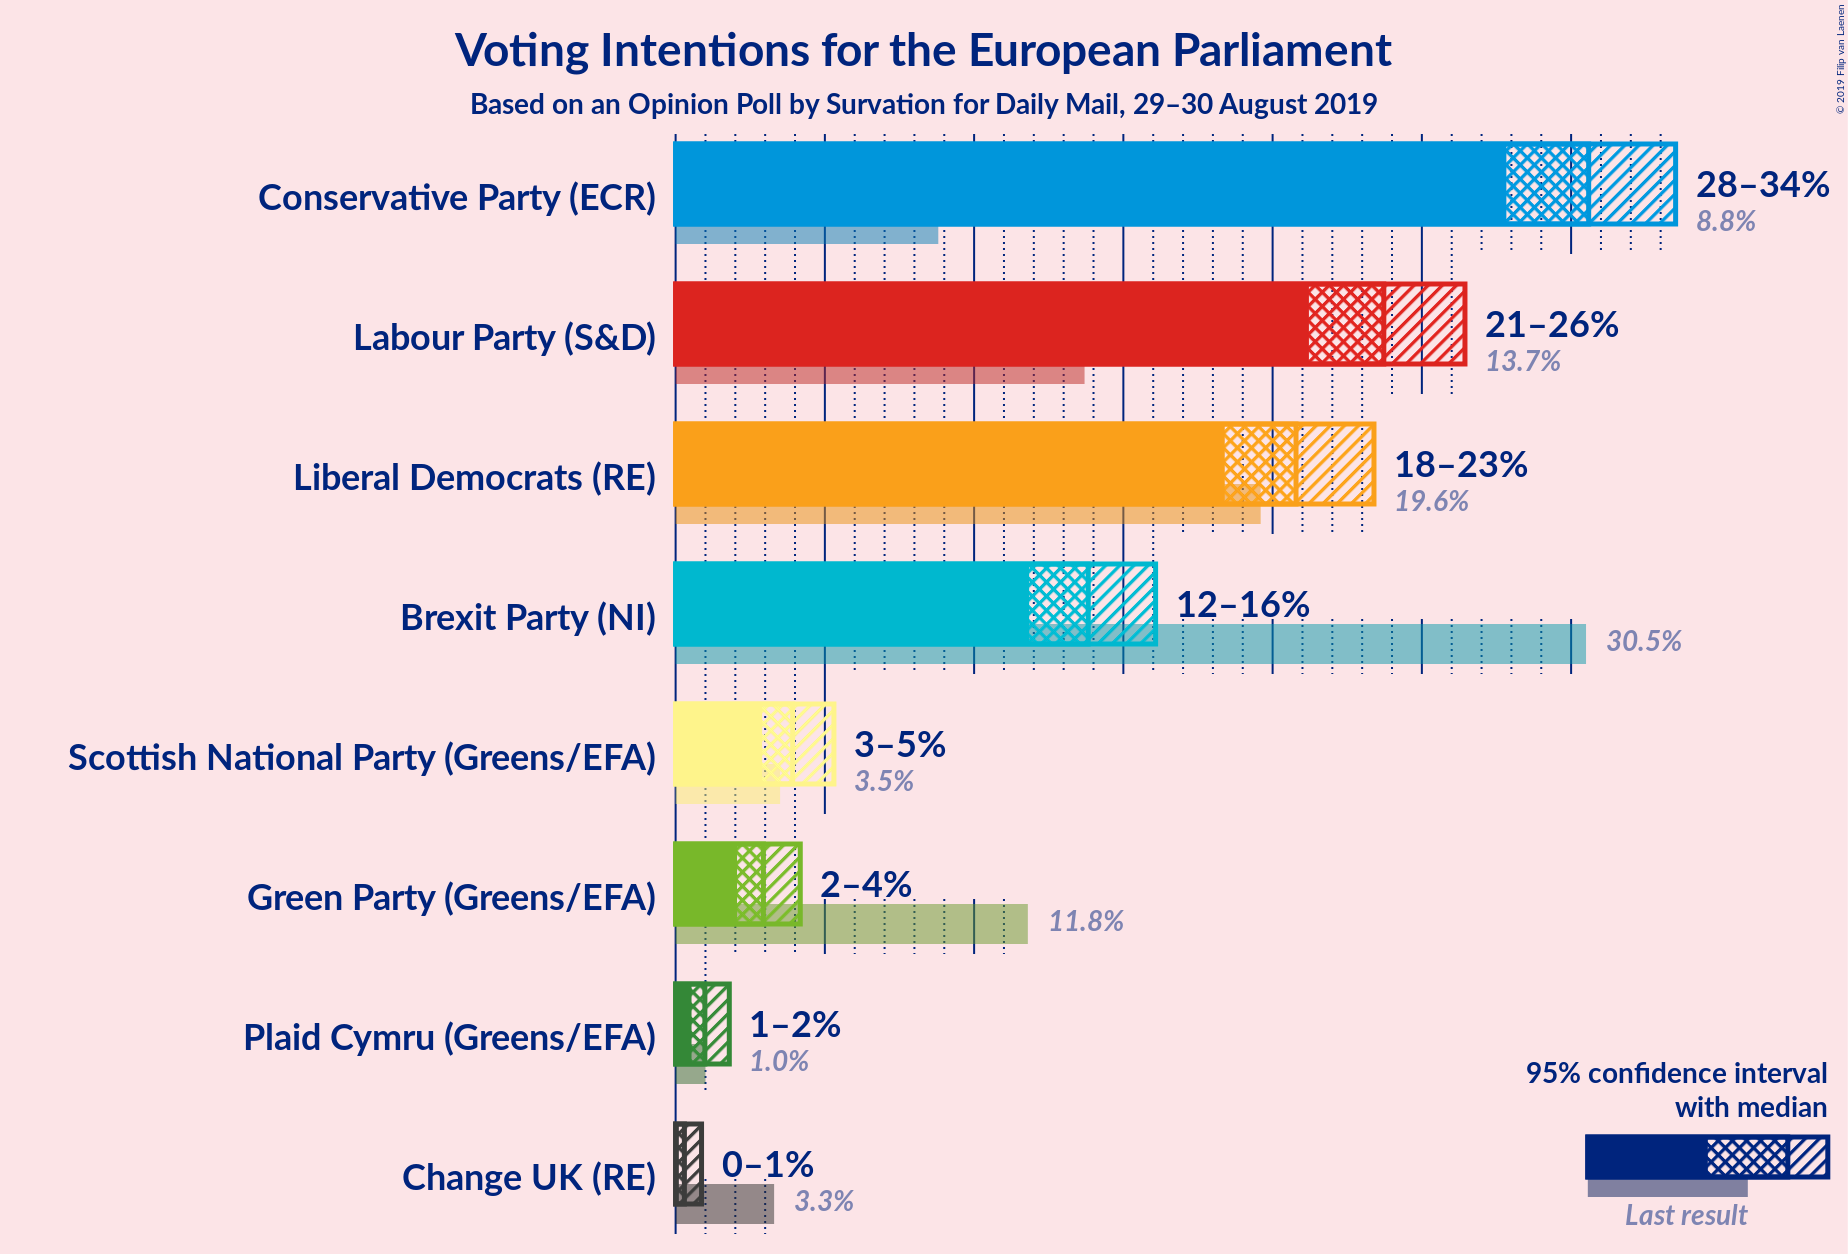 Voting Intentions for the European Parliament
Based on an Opinion Poll by Survation for Daily Mail, 29–30 August 2019
© 2019 Filip van Laenen
Conservative Party (ECR)
28–34%
8.8%
Labour Party (S&D)
21–26%
13.7%
Liberal Democrats (RE)
18–23%
19.6%
Brexit Party (NI)
12–16%
30.5%
Scottish National Party (Greens/EFA)
3–5%
3.5%
Green Party (Greens/EFA)
2–4%
11.8%
Plaid Cymru (Greens/EFA)
1–2%
1.0%
Change UK (RE)
0–1%
3.3%
95% confidence interval
with median
Last result